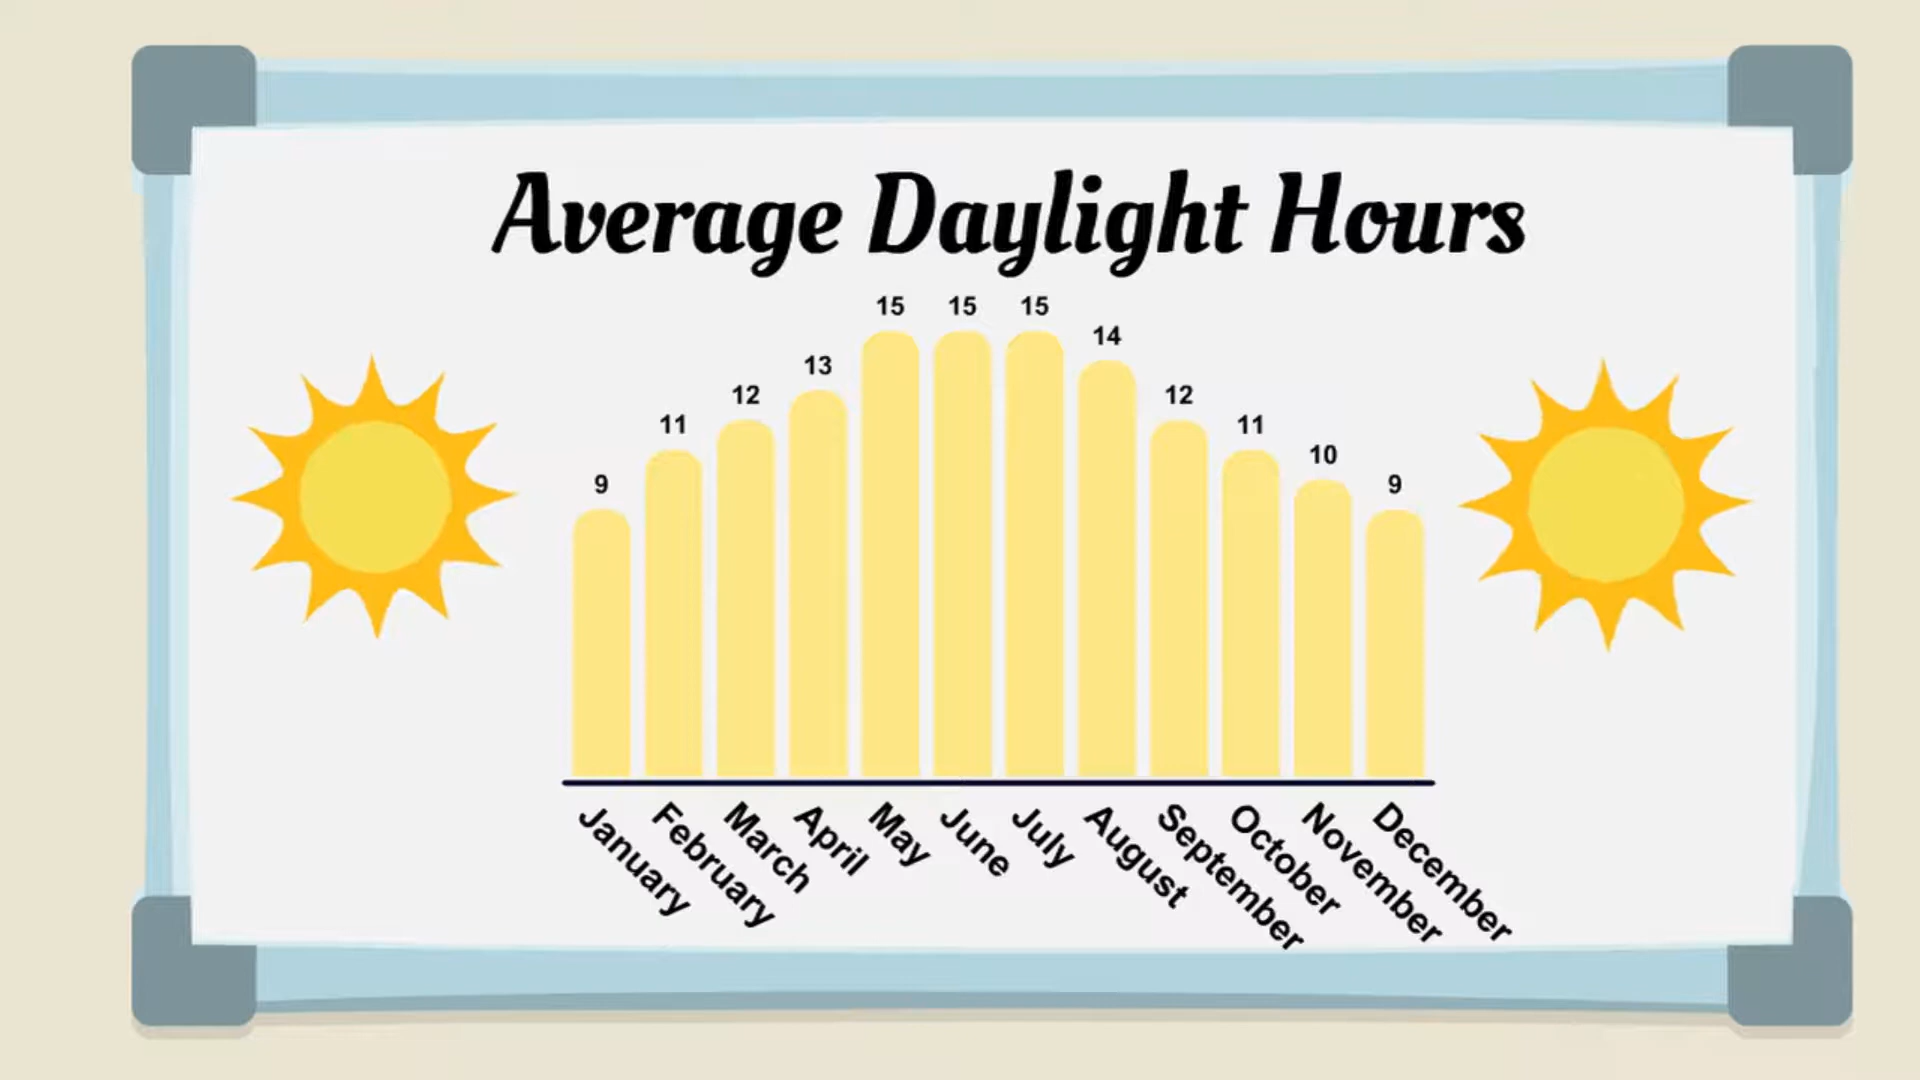 Average Daylight Hours
9
11
12
13
15
15
15
14
12
11
10
9
January
February
March
April
May
June
July
August
September
October
November
December